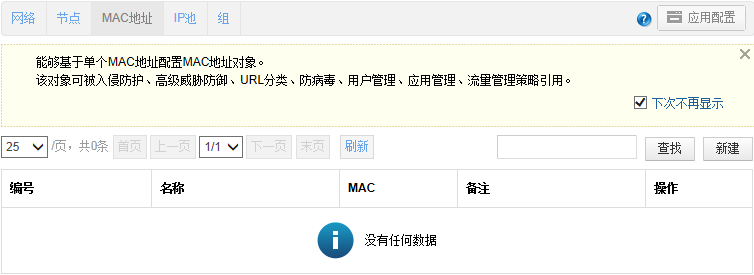 网络 节点 MAC地址 IP池 组 ? 应用配置
能够基于单个MAC地址配置MAC地址对象。
该对象可被入侵防护、高级威胁防御、URL分类、防病毒、用户管理、应用管理、流量管理策略引用。
下次不再显示
25 /页，共0条 首页 上一页 1/1 下一页 末页 刷新 查找 新建
编号 名称 MAC 备注 操作
i 没有任何数据